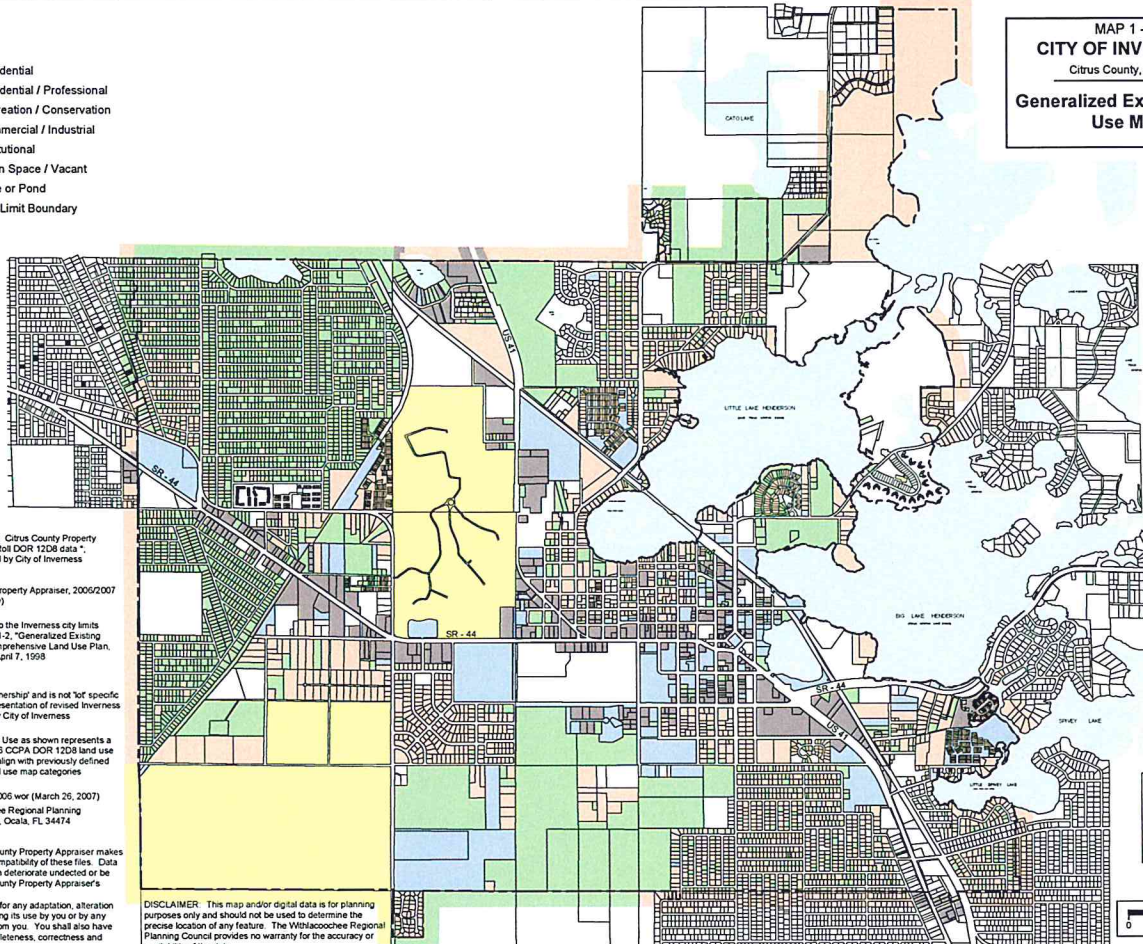 MAP 1 -
CITY OF INV
Citrus County,
Generalized Ex
Use M
dential
dential / Professional
reation / Conservation
mmercial / Industrial
tutional
n Space / Vacant
e or Pond
Limit Boundary
CATO LAKE
US 41
LITTLE LAKE HENDERSON
SR - 44
BIG LAKE HENDERSON
SR - 44
SR - 44
US 41
SPIVEY LAKE
LITTLE SPIVEY LAKE
Citrus County Property
Roll DOR 12D8 data *;
d by City of Inverness
Property Appraiser, 2006/2007
o the Inverness city limits
1-2, "Generalized Existing
mprehensive Land Use Plan,
April 7, 1998
nership' and is not 'lot' specific
esentation of revised Inverness
y City of Inverness
Use as shown represents a
6 CCPA DOR 12D8 land use
align with previously defined
l use map categories
006.wor (March 26, 2007)
ee Regional Planning
, Ocala, FL 34474
unty Property Appraiser makes
mpatibility of these files. Data
n deteriorate undected or be
unty Property Appraiser's
for any adaptation, alteration
ng its use by you or by any
om you. You shall also have
pleteness, correctness and
DISCLAIMER: This map and/or digital data is for planning
purposes only and should not be used to determine the
precise location of any feature. The Withlacoochee Regional
Planning Council provides no warranty for the accuracy or
0